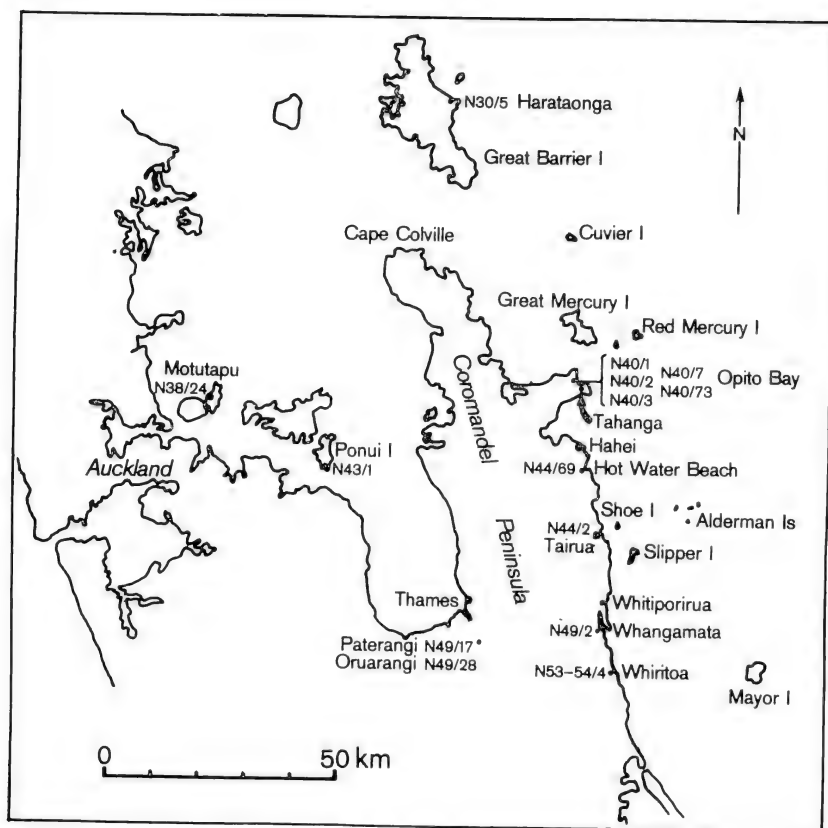 N30/5 Harataonga
N
Great Barrier I
Cape Colville
Cuvier I
Great Mercury I
Red Mercury I
Coromandel
Peninsula
N40/1
N40/2
N40/3
N40/7
N40/73
Opito Bay
Motutapu
N38/24
Tahanga
Ponui I
N43/1
Auckland
Hahei
N44/69
Hot Water Beach
Shoe I
Alderman Is
N44/2
Tairua
Slipper I
Thames
Whitiporirua
Paterangi N49/17
Oruarangi N49/28
N49/2
Whangamata
N53-54/4
Whiritoa
Mayor I
0
50 km